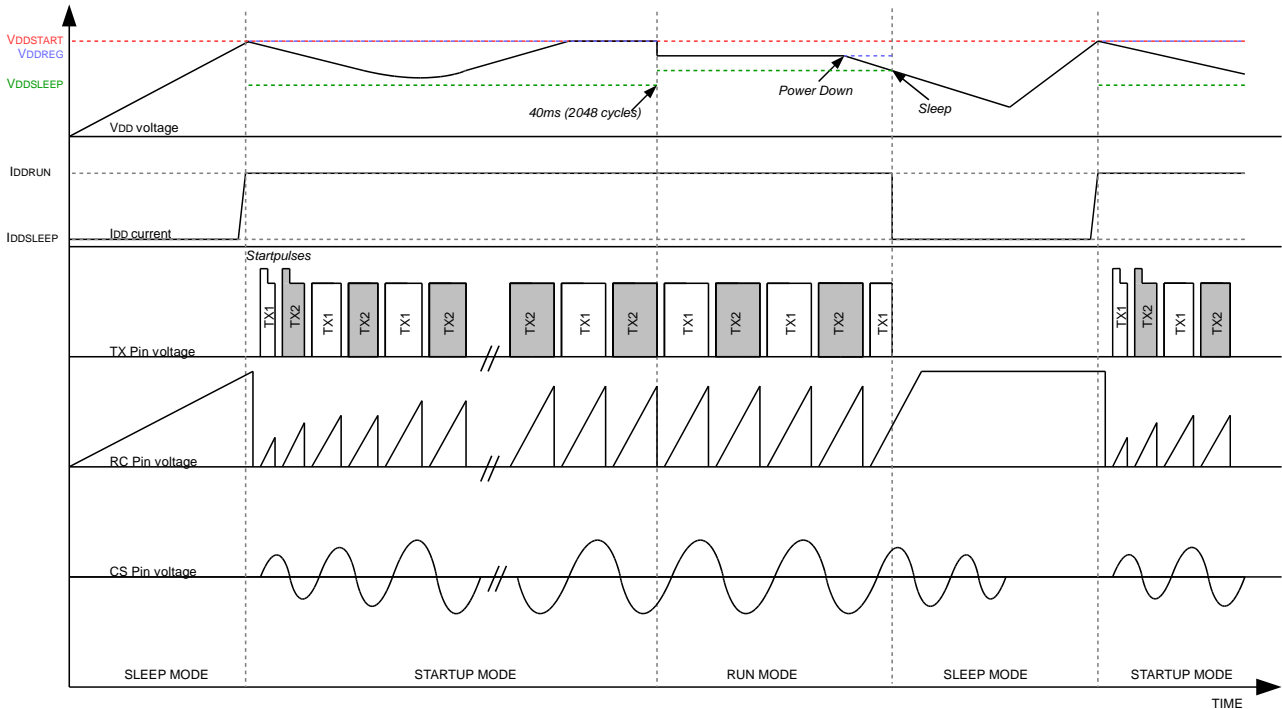 VDDSTART
VDDREG
VDDSLEEP
40ms (2048 cycles)
Power Down
Sleep
VDD voltage
IDDRUN
IDDSLEEP
IDD current
Startpulses
TX1
TX2
TX1
TX2
TX1
TX2
TX2
TX1
TX2
TX1
TX2
TX1
TX2
TX1
TX1
TX2
TX1
TX2
TX Pin voltage
RC Pin voltage
CS Pin voltage
SLEEP MODE
STARTUP MODE
RUN MODE
SLEEP MODE
STARTUP MODE
TIME